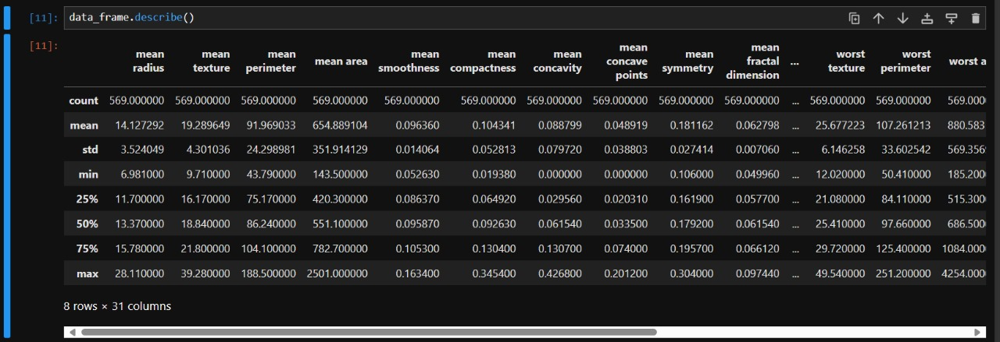 [11]: data_frame.describe()
[11]:
mean radius mean texture mean perimeter mean area mean smoothness mean compactness mean concavity mean concave points mean symmetry mean fractal dimension ... worst texture worst perimeter worst a
count 569.000000 569.000000 569.000000 569.000000 569.000000 569.000000 569.000000 569.000000 569.000000 569.000000 ... 569.000000 569.000000 569.000
mean 14.127292 19.289649 91.969033 654.889104 0.096360 0.104341 0.088799 0.048919 0.181162 0.062798 ... 25.677223 107.261213 880.583
std 3.524049 4.301036 24.298981 351.914129 0.014064 0.052813 0.079720 0.038803 0.027414 0.007060 ... 6.146258 33.602542 569.356
min 6.981000 9.710000 43.790000 143.500000 0.052630 0.019380 0.000000 0.000000 0.106000 0.049960 ... 12.020000 50.410000 185.200
25% 11.700000 16.170000 75.170000 420.300000 0.086370 0.064920 0.029560 0.020310 0.161900 0.057700 ... 21.080000 84.110000 515.300
50% 13.370000 18.840000 86.240000 551.100000 0.095870 0.092630 0.061540 0.033500 0.179200 0.061540 ... 25.410000 97.660000 686.500
75% 15.780000 21.800000 104.100000 782.700000 0.105300 0.130400 0.130700 0.074000 0.195700 0.066120 ... 29.720000 125.400000 1084.000
max 28.110000 39.280000 188.500000 2501.000000 0.163400 0.345400 0.426800 0.201200 0.304000 0.097440 ... 49.540000 251.200000 4254.000
8 rows × 31 columns